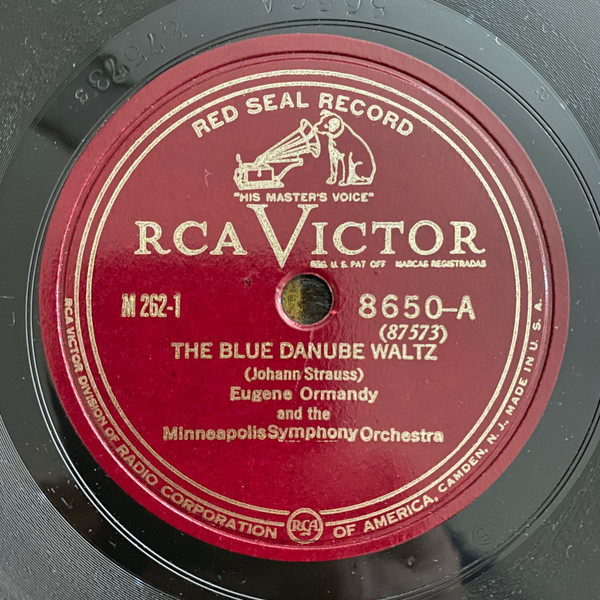 RED SEAL RECORD
"HIS MASTER'S VOICE"
RCA VICTOR
REG. U. S. PAT. OFF. MARCAS REGISTRADAS
M 262-1
8650-A
(87573)
THE BLUE DANUBE WALTZ
(Johann Strauss)
Eugene Ormandy
and the
Minneapolis Symphony Orchestra
RCA VICTOR DIVISION OF RADIO CORPORATION OF AMERICA, CAMDEN, N. J. MADE IN U. S. A.
RCA